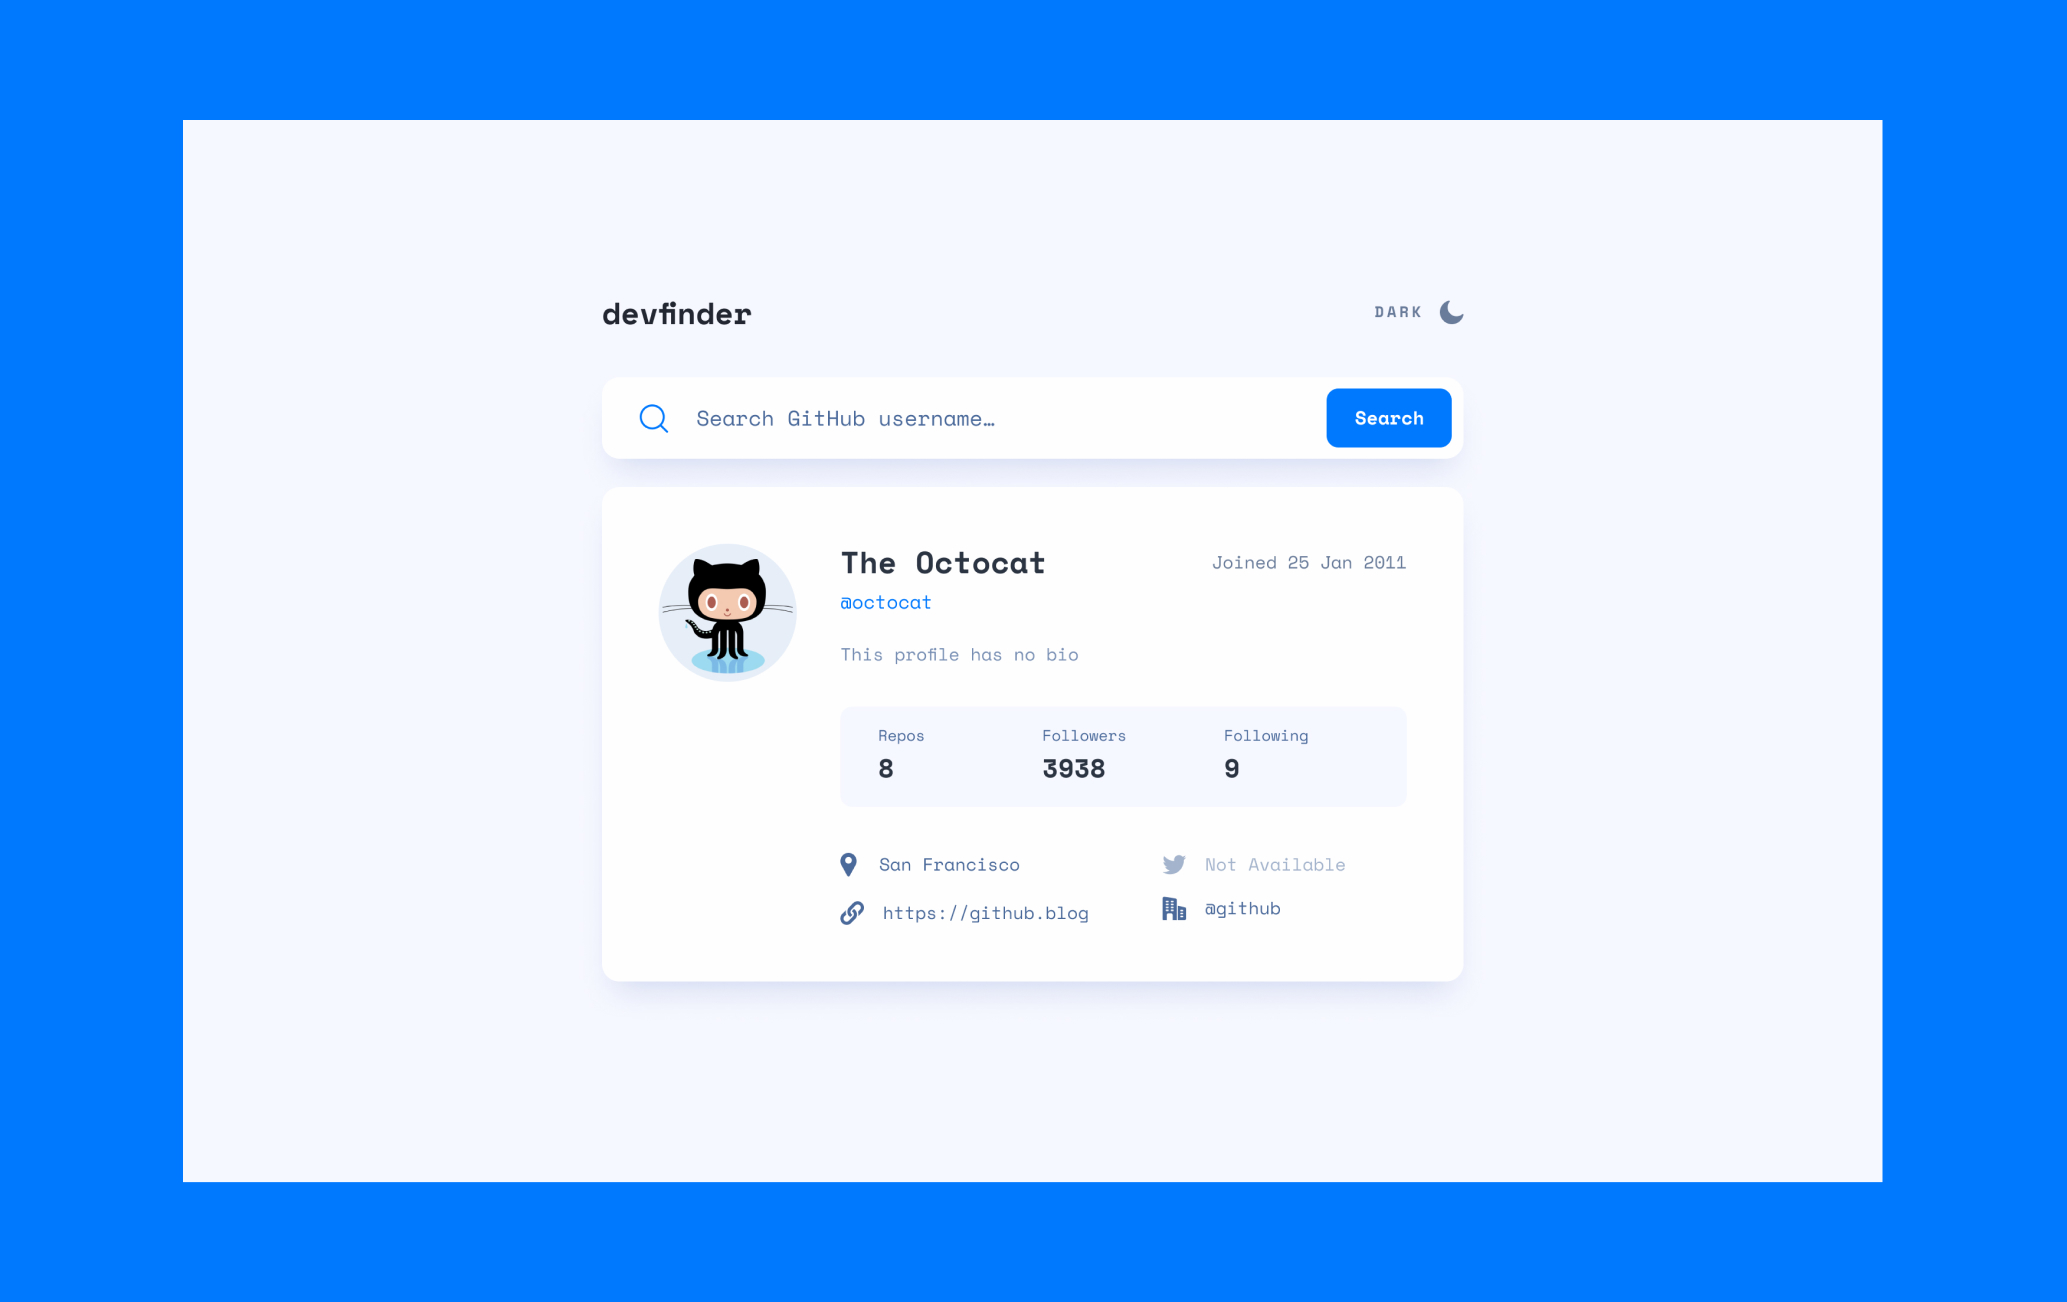 devfinder
DARK
Search GitHub username…
Search
The Octocat
Joined 25 Jan 2011
@octocat
This profile has no bio
Repos
Followers
Following
8
3938
9
San Francisco
Not Available
https://github.blog
@github